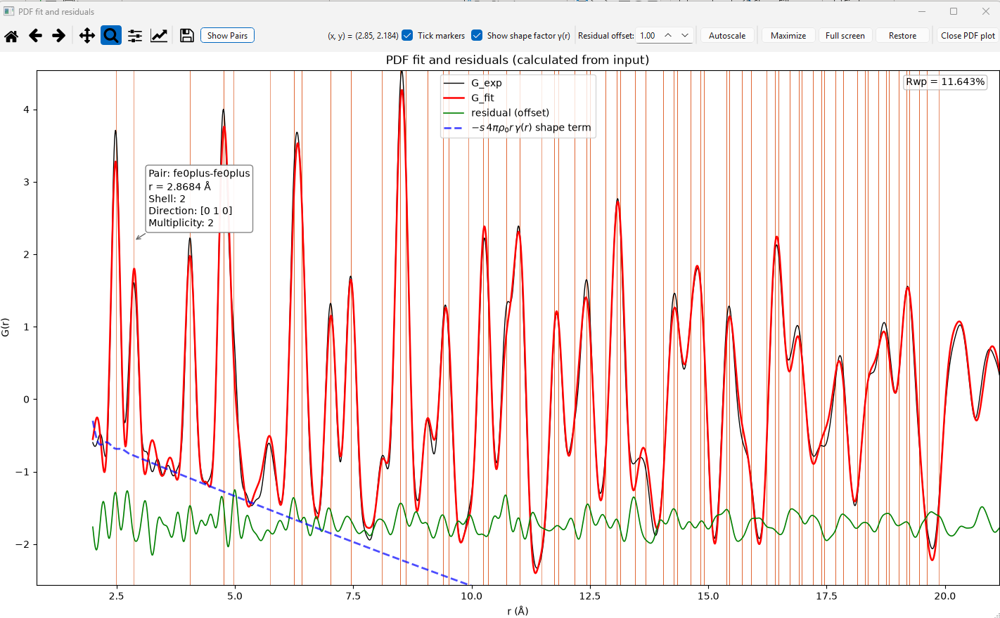 PDF fit and residuals
Show Pairs
(x, y) = (2.85, 2.184)
Tick markers
Show shape factor γ(r)
Residual offset: 1.00
Autoscale
Maximize
Full screen
Restore
Close PDF plot
PDF fit and residuals (calculated from input)
G_exp
G_fit
residual (offset)
−s 4πρ₀r γ(r) shape term
Rwp = 11.643%
Pair: fe0plus-fe0plus
r = 2.8684 Å
Shell: 2
Direction: [0 1 0]
Multiplicity: 2
G(r)
4
3
2
1
0
−1
−2
2.5
5.0
7.5
10.0
12.5
15.0
17.5
20.0
r (Å)